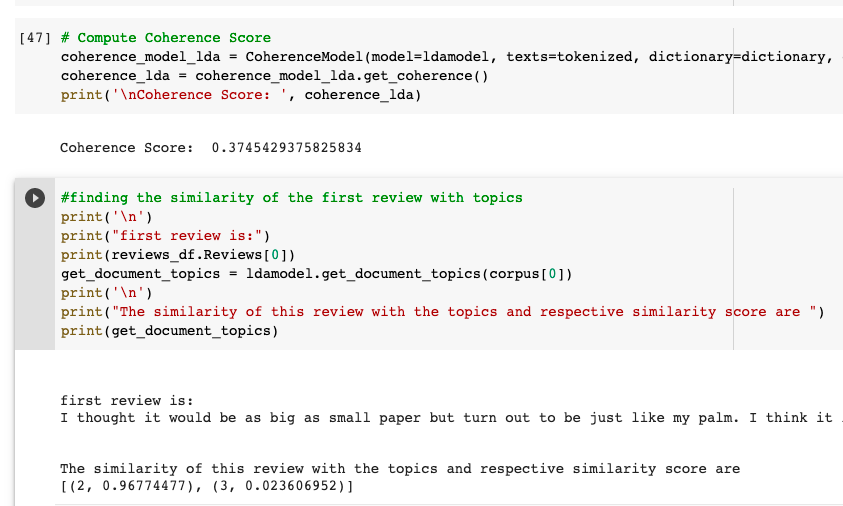 [47] # Compute Coherence Score
coherence_model_lda = CoherenceModel(model=ldamodel, texts=tokenized, dictionary=dictionary,
coherence_lda = coherence_model_lda.get_coherence()
print('\nCoherence Score: ', coherence_lda)
Coherence Score:  0.3745429375825834
#finding the similarity of the first review with topics
print('\n')
print("first review is:")
print(reviews_df.Reviews[0])
get_document_topics = ldamodel.get_document_topics(corpus[0])
print('\n')
print("The similarity of this review with the topics and respective similarity score are ")
print(get_document_topics)
first review is:
I thought it would be as big as small paper but turn out to be just like my palm. I think it
The similarity of this review with the topics and respective similarity score are
[(2, 0.96774477), (3, 0.023606952)]